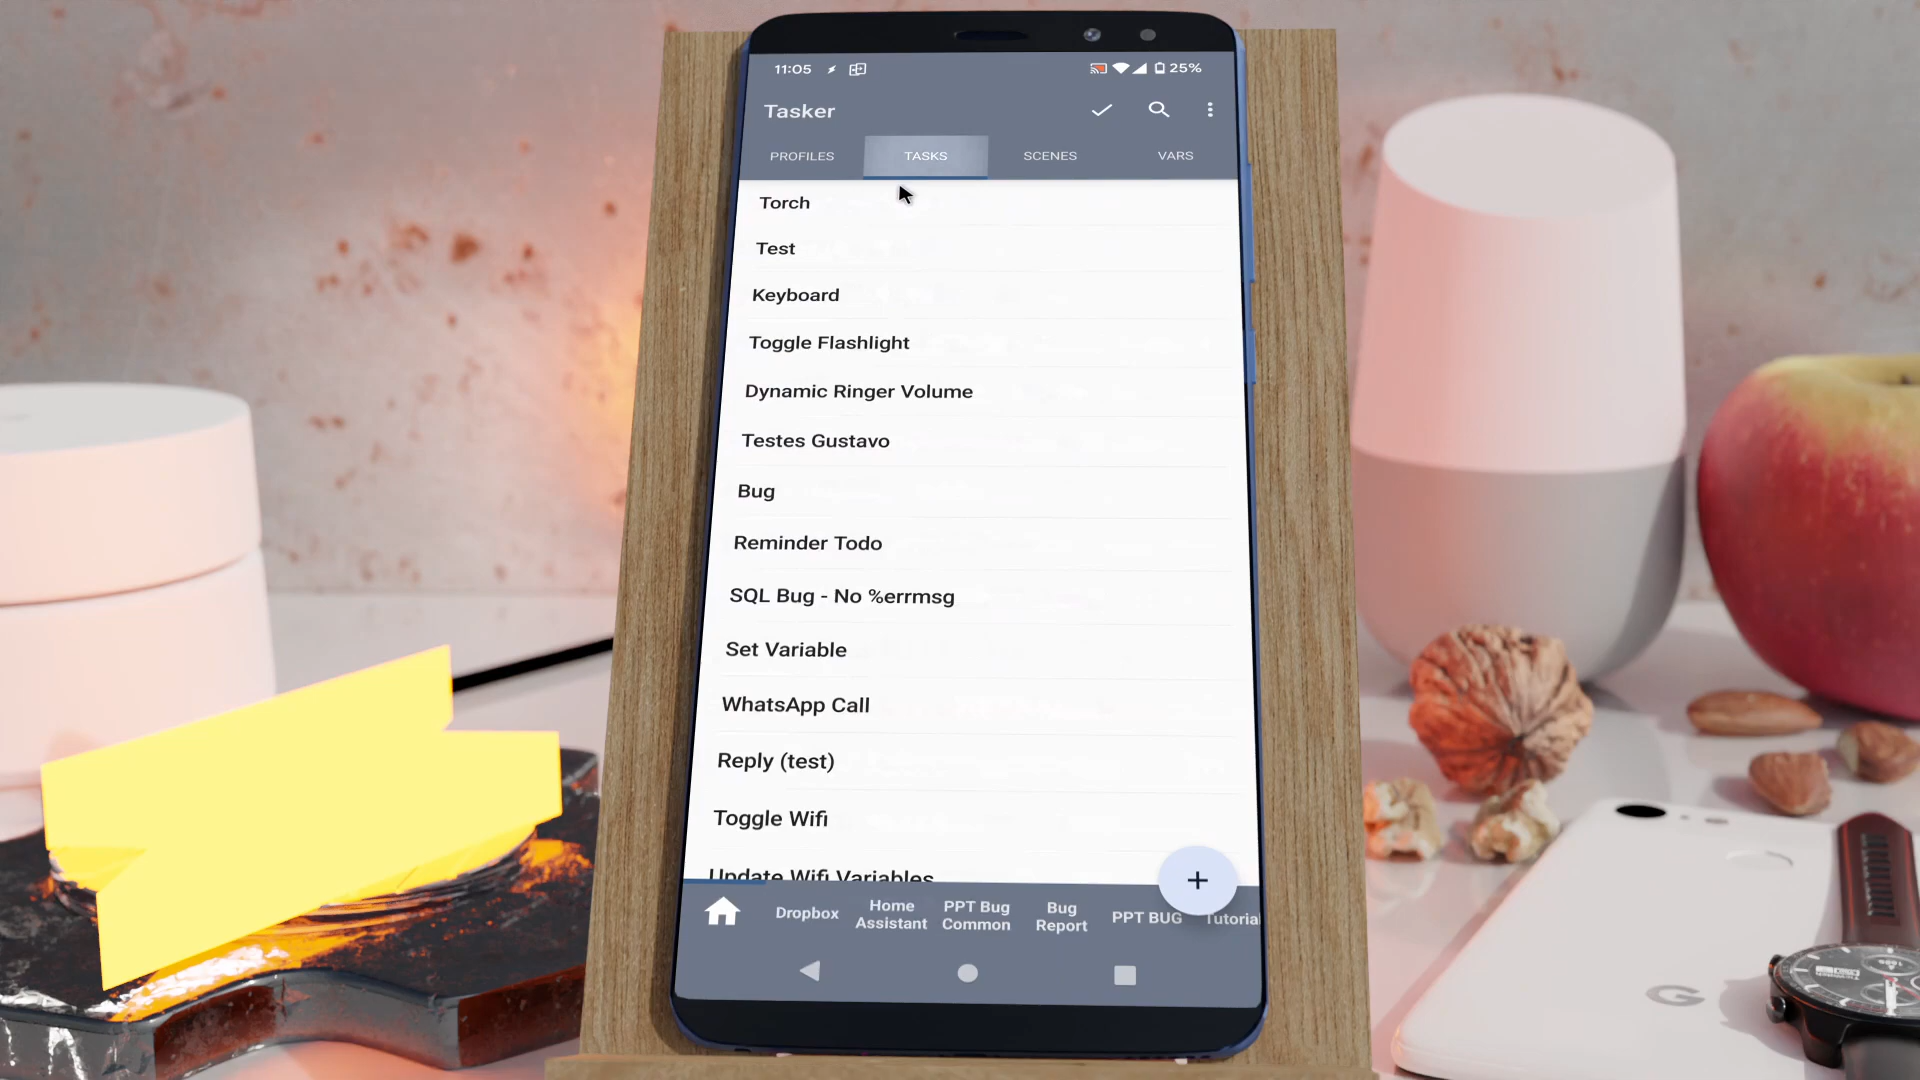 11:05
25%
Tasker
PROFILES
TASKS
SCENES
VARS
Torch
Test
Keyboard
Toggle Flashlight
Dynamic Ringer Volume
Testes Gustavo
Bug
Reminder Todo
SQL Bug - No %errmsg
Set Variable
WhatsApp Call
Reply (test)
Toggle Wifi
Update Wifi Variables
Dropbox
Home
Assistant
PPT Bug
Common
Bug
Report
PPT BUG
Tutorial
G